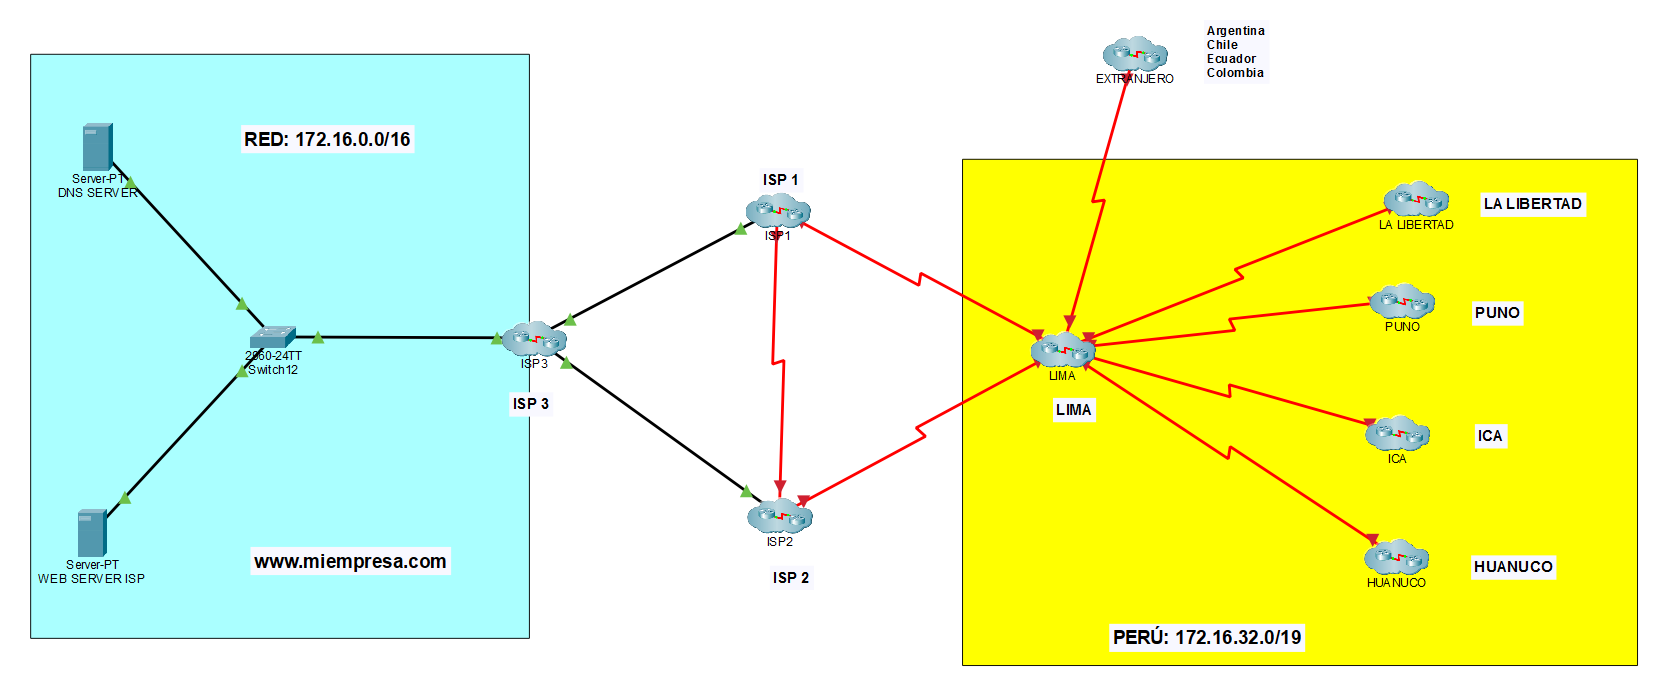 Argentina
Chile
Ecuador
Colombia
EXTRANJERO
RED: 172.16.0.0/16
Server-PT
DNS SERVER
ISP 1
ISP1
LA LIBERTAD
LA LIBERTAD
PUNO
PUNO
2960-24TT
Switch12
ISP3
ISP 3
LIMA
LIMA
ICA
ICA
Server-PT
WEB SERVER ISP
www.miempresa.com
ISP2
ISP 2
HUANUCO
HUANUCO
PERÚ: 172.16.32.0/19